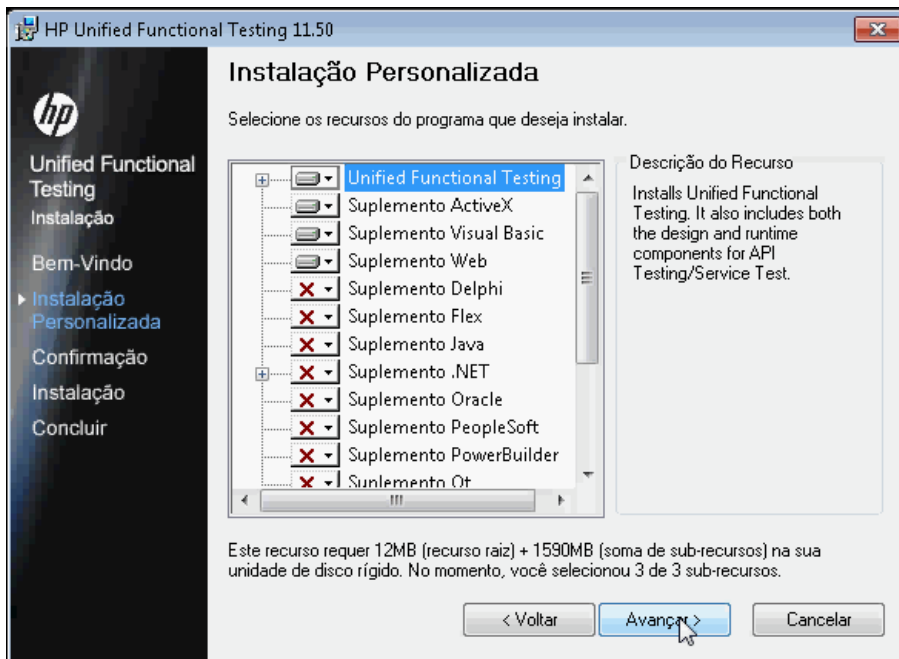 HP Unified Functional Testing 11.50
hp
Unified Functional
Testing
Instalação
Bem-Vindo
Instalação
Personalizada
Confirmação
Instalação
Concluir
Instalação Personalizada
Selecione os recursos do programa que deseja instalar.
Unified Functional Testing
Suplemento ActiveX
Suplemento Visual Basic
Suplemento Web
Suplemento Delphi
Suplemento Flex
Suplemento Java
Suplemento .NET
Suplemento Oracle
Suplemento PeopleSoft
Suplemento PowerBuilder
Suplemento Qt
Descrição do Recurso
Installs Unified Functional
Testing. It also includes both
the design and runtime
components for API
Testing/Service Test.
Este recurso requer 12MB (recurso raiz) + 1590MB (soma de sub-recursos) na sua
unidade de disco rígido. No momento, você selecionou 3 de 3 sub-recursos.
< Voltar
Avançar >
Cancelar